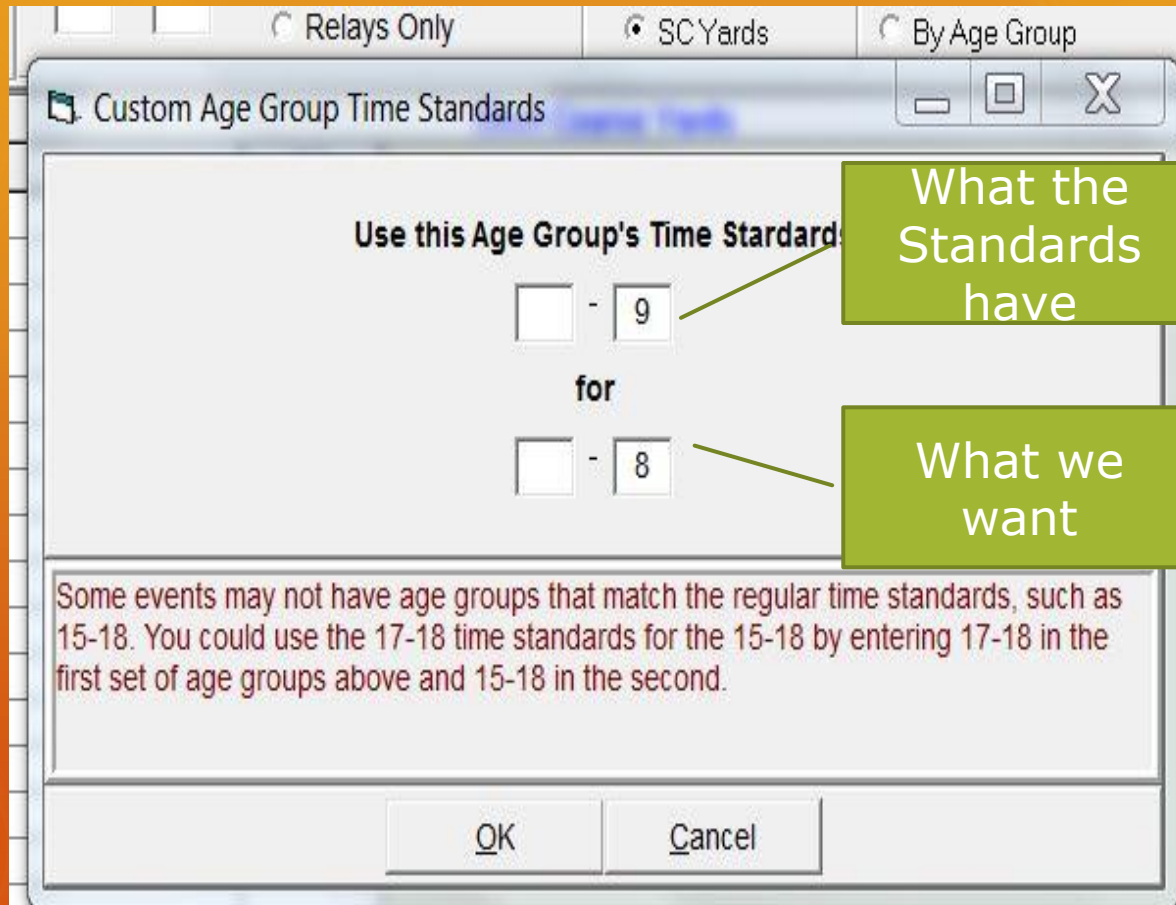 Relays Only SC Yards By Age Group
Custom Age Group Time Standards
Course Yards
Use this Age Group's Time Stardards
- 9
for
- 8
What the
Standards
have
What we
want
Some events may not have age groups that match the regular time standards, such as
15-18. You could use the 17-18 time standards for the 15-18 by entering 17-18 in the
first set of age groups above and 15-18 in the second.
OK Cancel